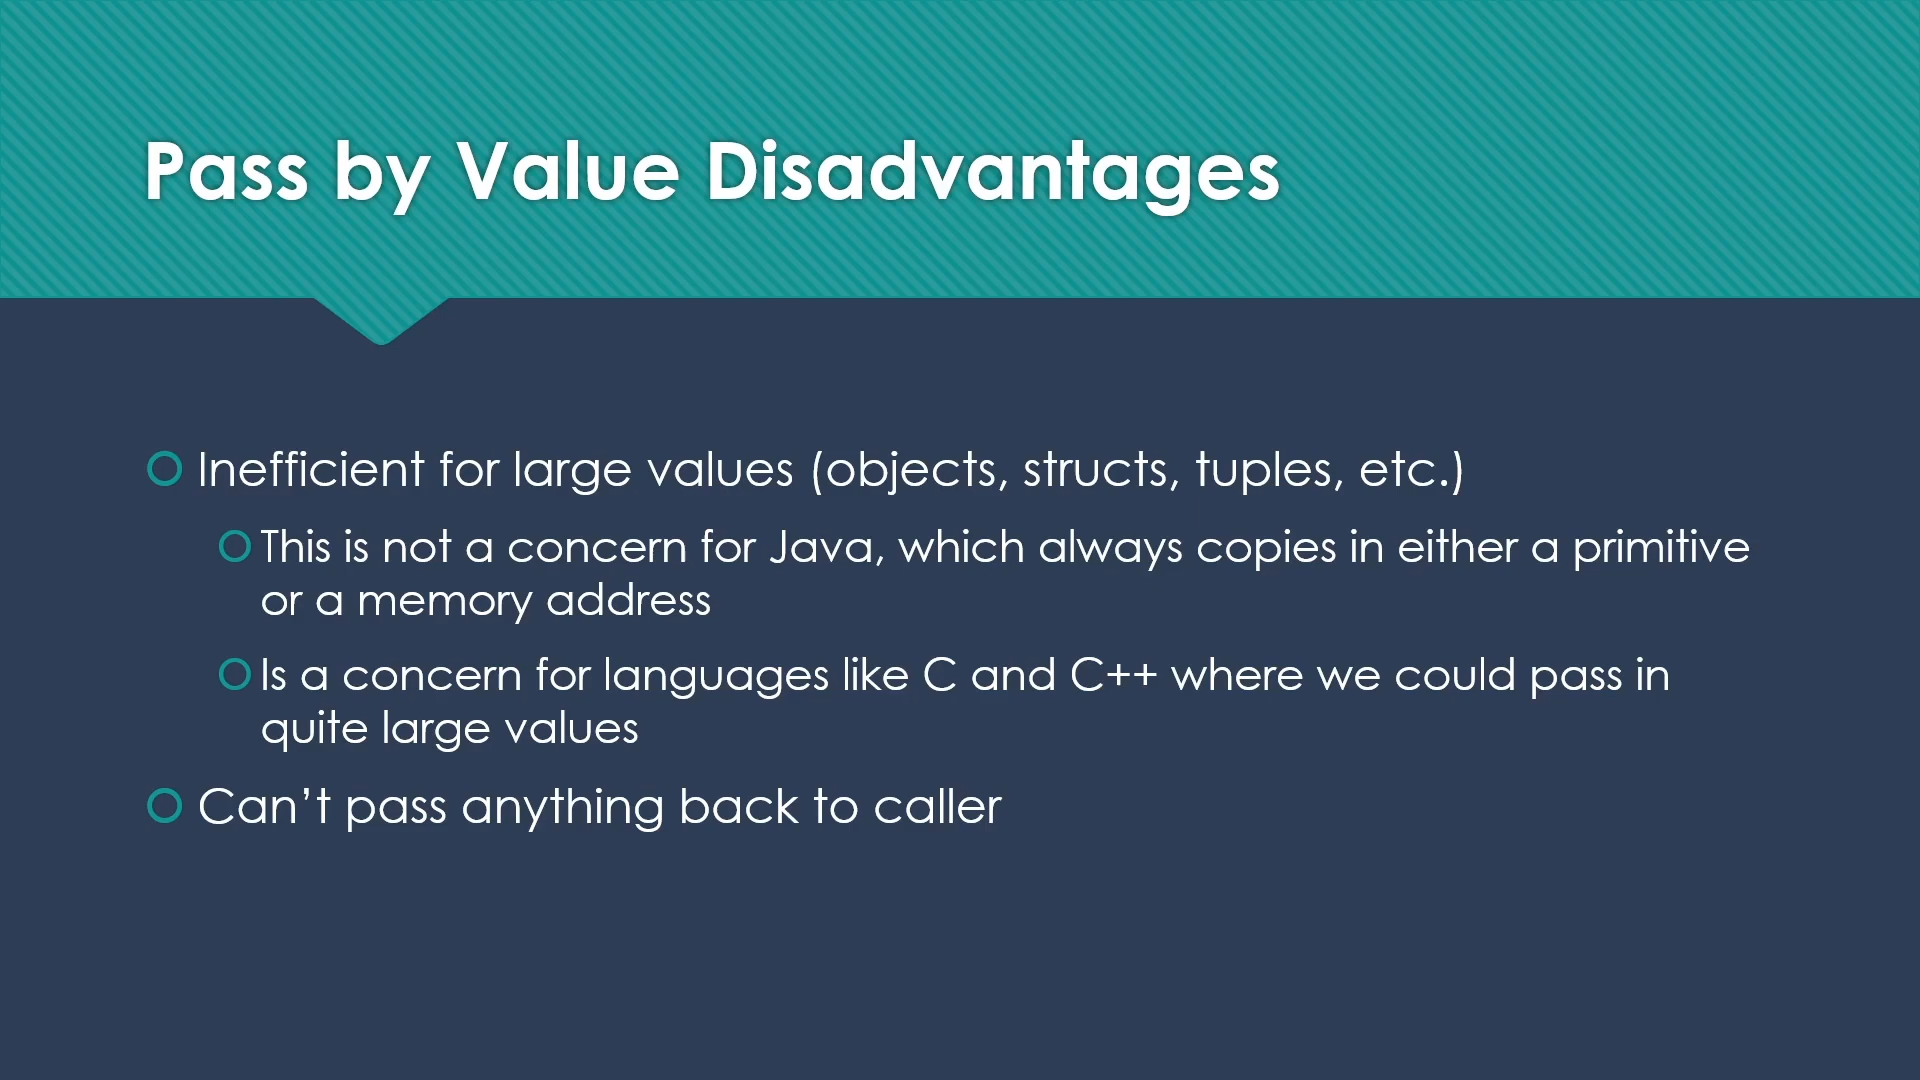 Pass by Value Disadvantages
Inefficient for large values (objects, structs, tuples, etc.)
This is not a concern for Java, which always copies in either a primitive
or a memory address
Is a concern for languages like C and C++ where we could pass in
quite large values
Can’t pass anything back to caller